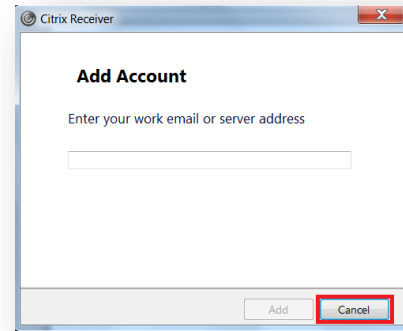 Citrix Receiver
Add Account
Enter your work email or server address
Add
Cancel